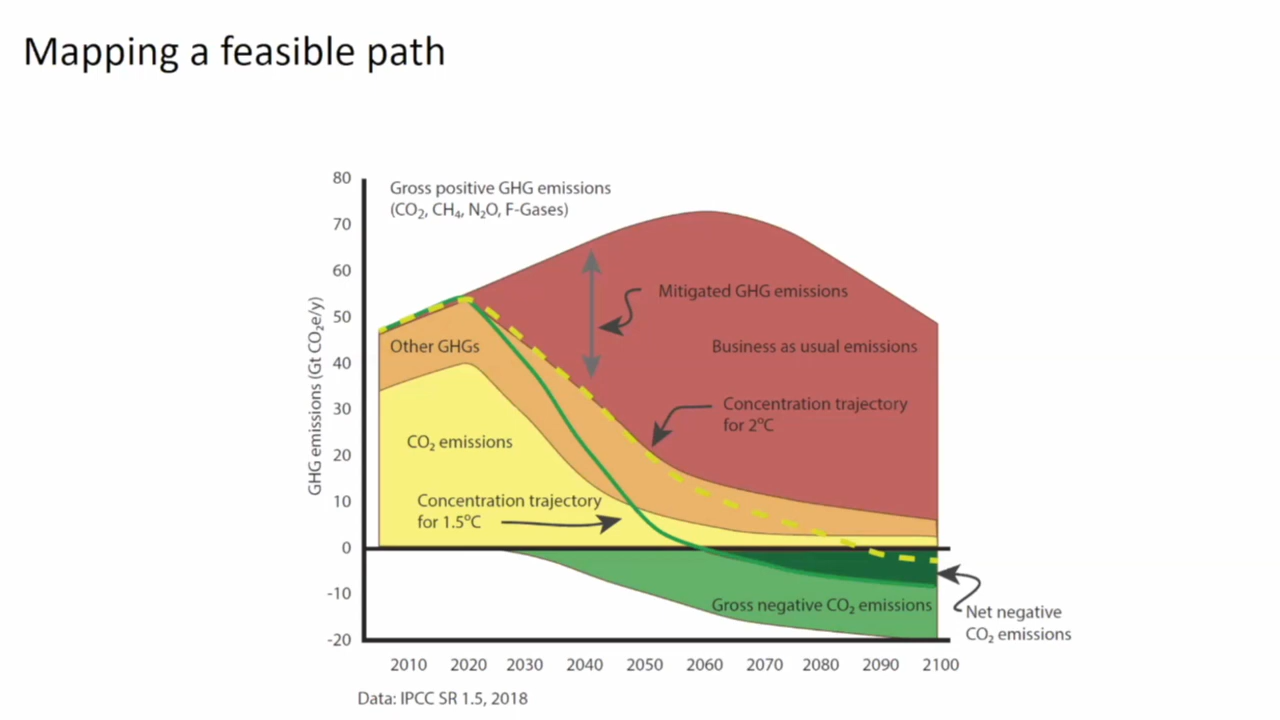 Mapping a feasible path
80
70
60
50
40
30
20
10
0
-10
-20
GHG emissions (Gt CO₂e/y)
Gross positive GHG emissions
(CO₂, CH₄, N₂O, F-Gases)
Mitigated GHG emissions
Business as usual emissions
Other GHGs
Concentration trajectory
for 2ºC
CO₂ emissions
Concentration trajectory
for 1.5ºC
Gross negative CO₂ emissions
Net negative
CO₂ emissions
2010 2020 2030 2040 2050 2060 2070 2080 2090 2100
Data: IPCC SR 1.5, 2018